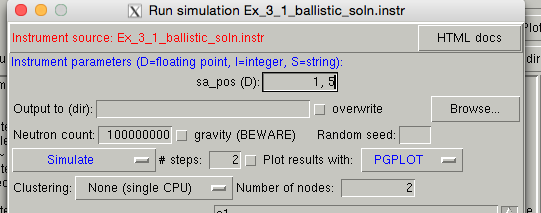 Run simulation Ex_3_1_ballistic_soln.instr
Instrument source: Ex_3_1_ballistic_soln.instr HTML docs
Instrument parameters (D=floating point, I=integer, S=string):
sa_pos (D): 1, 5
Output to (dir): overwrite Browse...
Neutron count: 100000000 gravity (BEWARE) Random seed:
Simulate # steps: 2 Plot results with: PGPLOT
Clustering: None (single CPU) Number of nodes: 2